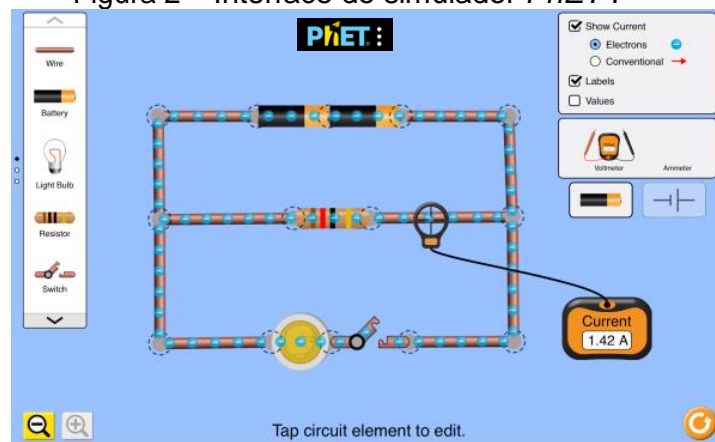 Figura 2 – Interface do simulador PhET.
PhET
Wire
Battery
Light Bulb
Resistor
Switch
Show Current
Electrons
Conventional
Labels
Values
Voltmeter
Ammeter
Current
1.42 A
Tap circuit element to edit.